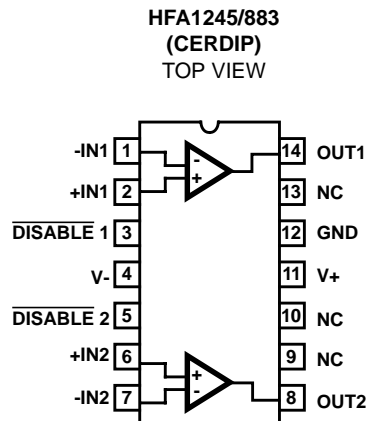 HFA1245/883
(CERDIP)
TOP VIEW
-IN1 1 - 14 OUT1
+IN1 2 + 13 NC
DISABLE 1 3 12 GND
V- 4 11 V+
DISABLE 2 5 10 NC
+IN2 6 + 9 NC
-IN2 7 - 8 OUT2